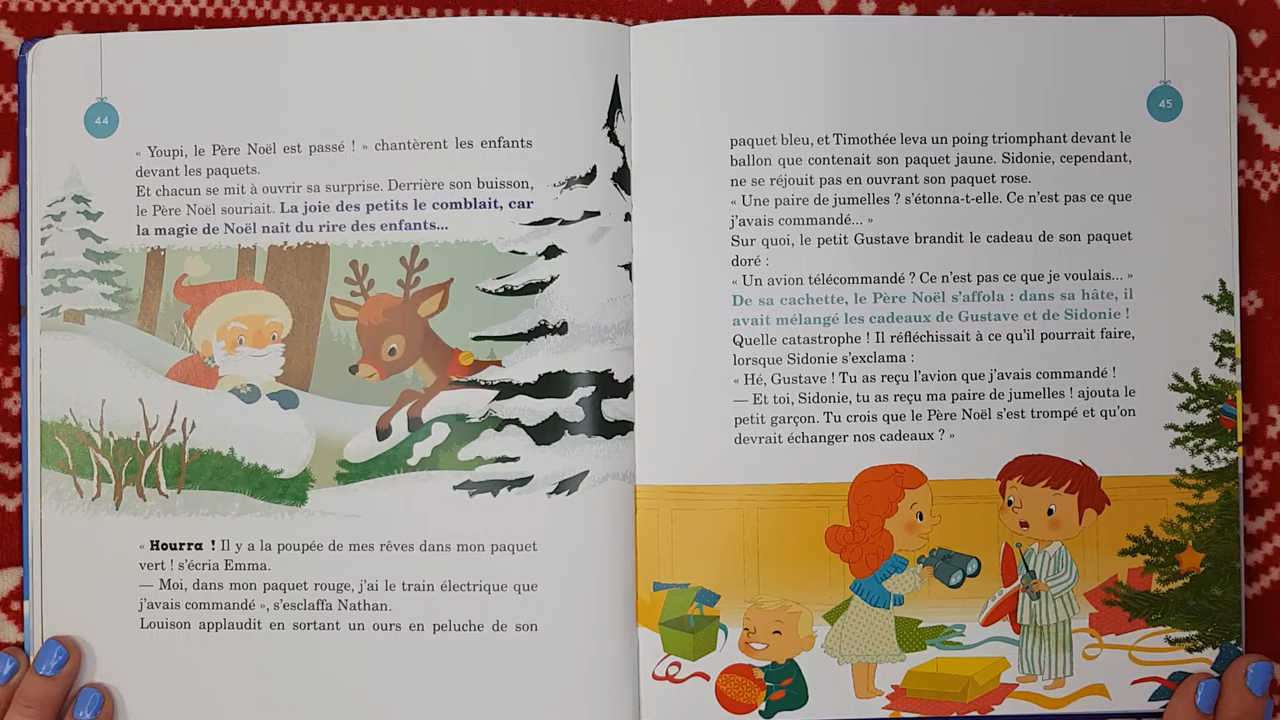 44
« Youpi, le Père Noël est passé ! » chantèrent les enfants
devant les paquets.
Et chacun se mit à ouvrir sa surprise. Derrière son buisson,
le Père Noël souriait. La joie des petits le comblait, car
la magie de Noël naît du rire des enfants...
« Hourra ! Il y a la poupée de mes rêves dans mon paquet
vert ! s'écria Emma.
— Moi, dans mon paquet rouge, j'ai le train électrique que
j'avais commandé », s'esclaffa Nathan.
Louison applaudit en sortant un ours en peluche de son
45
paquet bleu, et Timothée leva un poing triomphant devant le
ballon que contenait son paquet jaune. Sidonie, cependant,
ne se réjouit pas en ouvrant son paquet rose.
« Une paire de jumelles ? s'étonna-t-elle. Ce n'est pas ce que
j'avais commandé... »
Sur quoi, le petit Gustave brandit le cadeau de son paquet
doré :
« Un avion télécommandé ? Ce n'est pas ce que je voulais... »
De sa cachette, le Père Noël s'affola : dans sa hâte, il
avait mélangé les cadeaux de Gustave et de Sidonie !
Quelle catastrophe ! Il réfléchissait à ce qu'il pourrait faire,
lorsque Sidonie s'exclama :
« Hé, Gustave ! Tu as reçu l'avion que j'avais commandé !
— Et toi, Sidonie, tu as reçu ma paire de jumelles ! ajouta le
petit garçon. Tu crois que le Père Noël s'est trompé et qu'on
devrait échanger nos cadeaux ? »